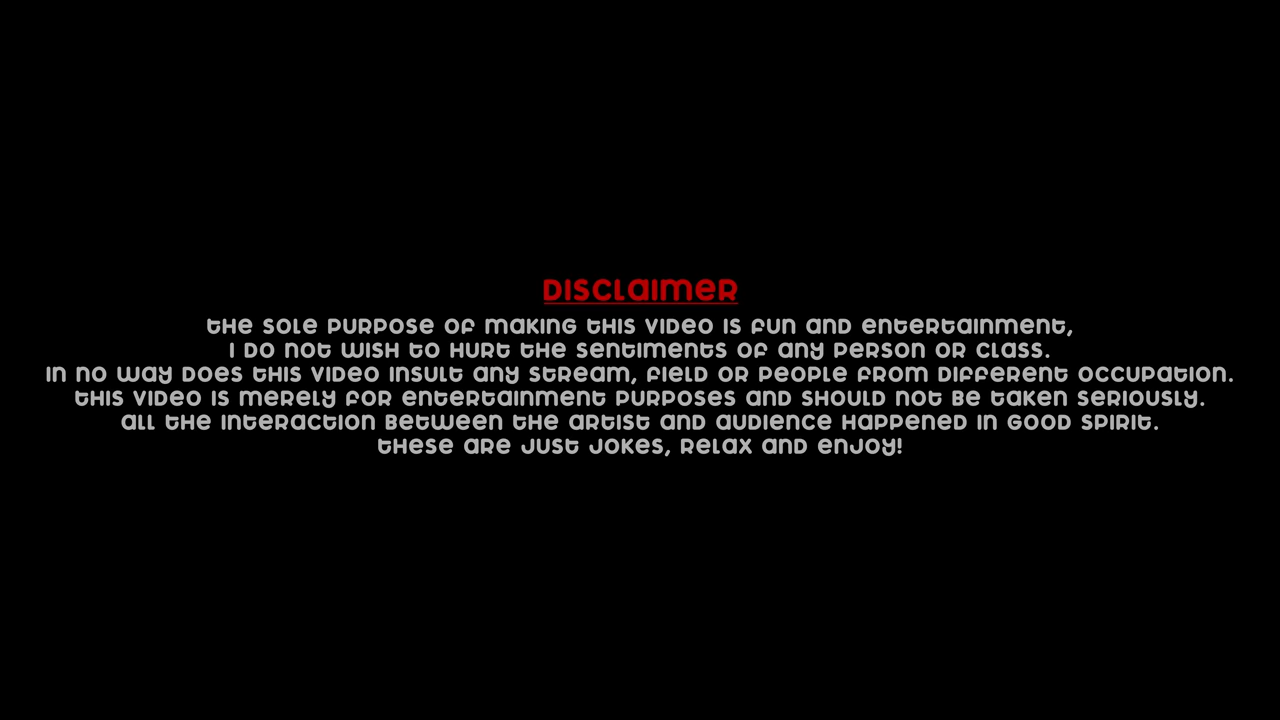 DISCLAIMER
THE SOLE PURPOSE OF MAKING THIS VIDEO IS FUN AND ENTERTAINMENT,
I DO NOT WISH TO HURT THE SENTIMENTS OF ANY PERSON OR CLASS.
IN NO WAY DOES THIS VIDEO INSULT ANY STREAM, FIELD OR PEOPLE FROM DIFFERENT OCCUPATION.
THIS VIDEO IS MERELY FOR ENTERTAINMENT PURPOSES AND SHOULD NOT BE TAKEN SERIOUSLY.
ALL THE INTERACTION BETWEEN THE ARTIST AND AUDIENCE HAPPENED IN GOOD SPIRIT.
THESE ARE JUST JOKES, RELAX AND ENJOY!